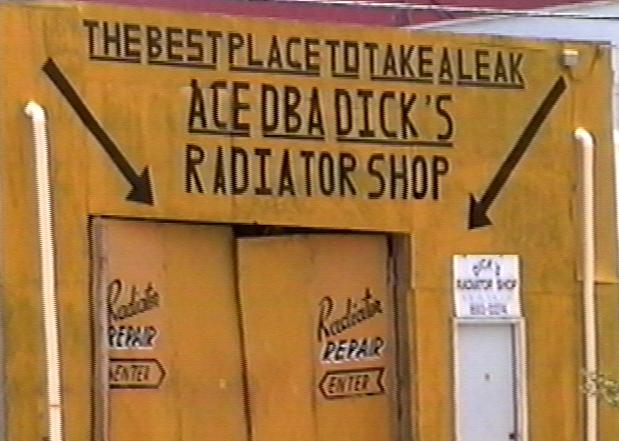 THE BEST PLACE TO TAKE A LEAK
ACE DBA DICK'S
RADIATOR SHOP
Radiator
REPAIR
ENTER
Radiator
REPAIR
ENTER
DICK'S
RADIATOR SHOP